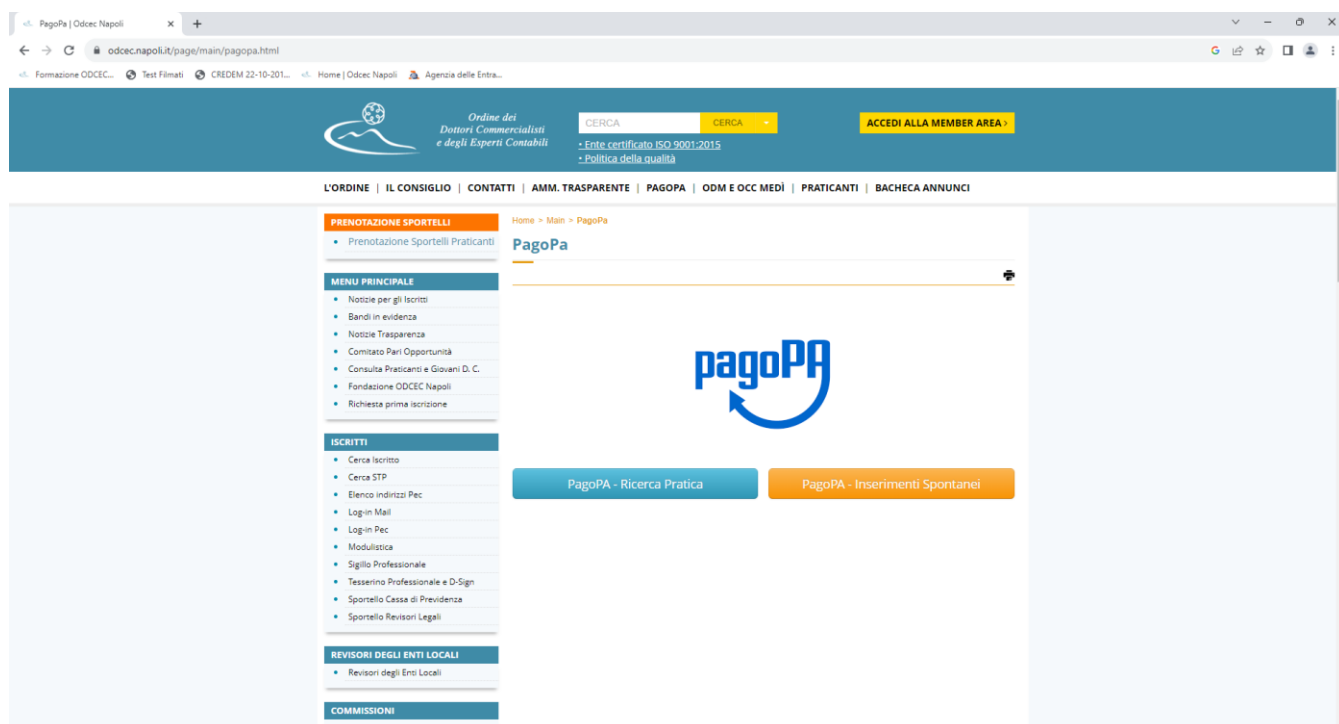 PagoPa | Odcec Napoli
odcec.napoli.it/page/main/pagopa.html
Formazione ODCEC... Test Filmati CREDEM 22-10-201... Home | Odcec Napoli Agenzia delle Entra...
Ordine dei
Dottori Commercialisti
e degli Esperti Contabili
CERCA CERCA
• Ente certificato ISO 9001:2015
• Politica della qualità
ACCEDI ALLA MEMBER AREA ›
L'ORDINE | IL CONSIGLIO | CONTATTI | AMM. TRASPARENTE | PAGOPA | ODM E OCC MEDÌ | PRATICANTI | BACHECA ANNUNCI
PRENOTAZIONE SPORTELLI
• Prenotazione Sportelli Praticanti
MENU PRINCIPALE
• Notizie per gli Iscritti
• Bandi in evidenza
• Notizie Trasparenza
• Comitato Pari Opportunità
• Consulta Praticanti e Giovani D. C.
• Fondazione ODCEC Napoli
• Richiesta prima iscrizione
ISCRITTI
• Cerca Iscritto
• Cerca STP
• Elenco indirizzi Pec
• Log-in Mail
• Log-in Pec
• Modulistica
• Sigillo Professionale
• Tesserino Professionale e D-Sign
• Sportello Cassa di Previdenza
• Sportello Revisori Legali
REVISORI DEGLI ENTI LOCALI
• Revisori degli Enti Locali
COMMISSIONI
Home > Main > PagoPa
PagoPa
pagoPA
PagoPA - Ricerca Pratica
PagoPA - Inserimenti Spontanei